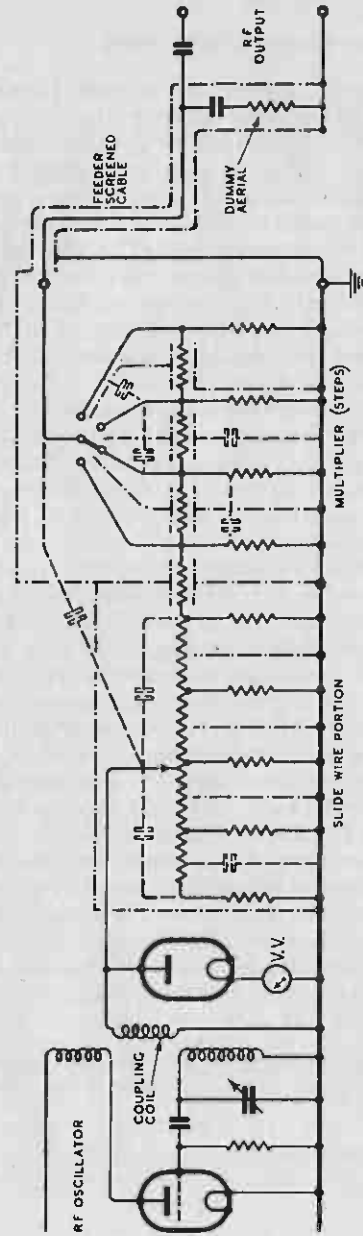 RF OSCILLATOR
COUPLING
COIL
V.V.
SLIDE WIRE PORTION
MULTIPLIER (STEPS)
FEEDER
SCREENED
CABLE
DUMMY
AERIAL
RF
OUTPUT